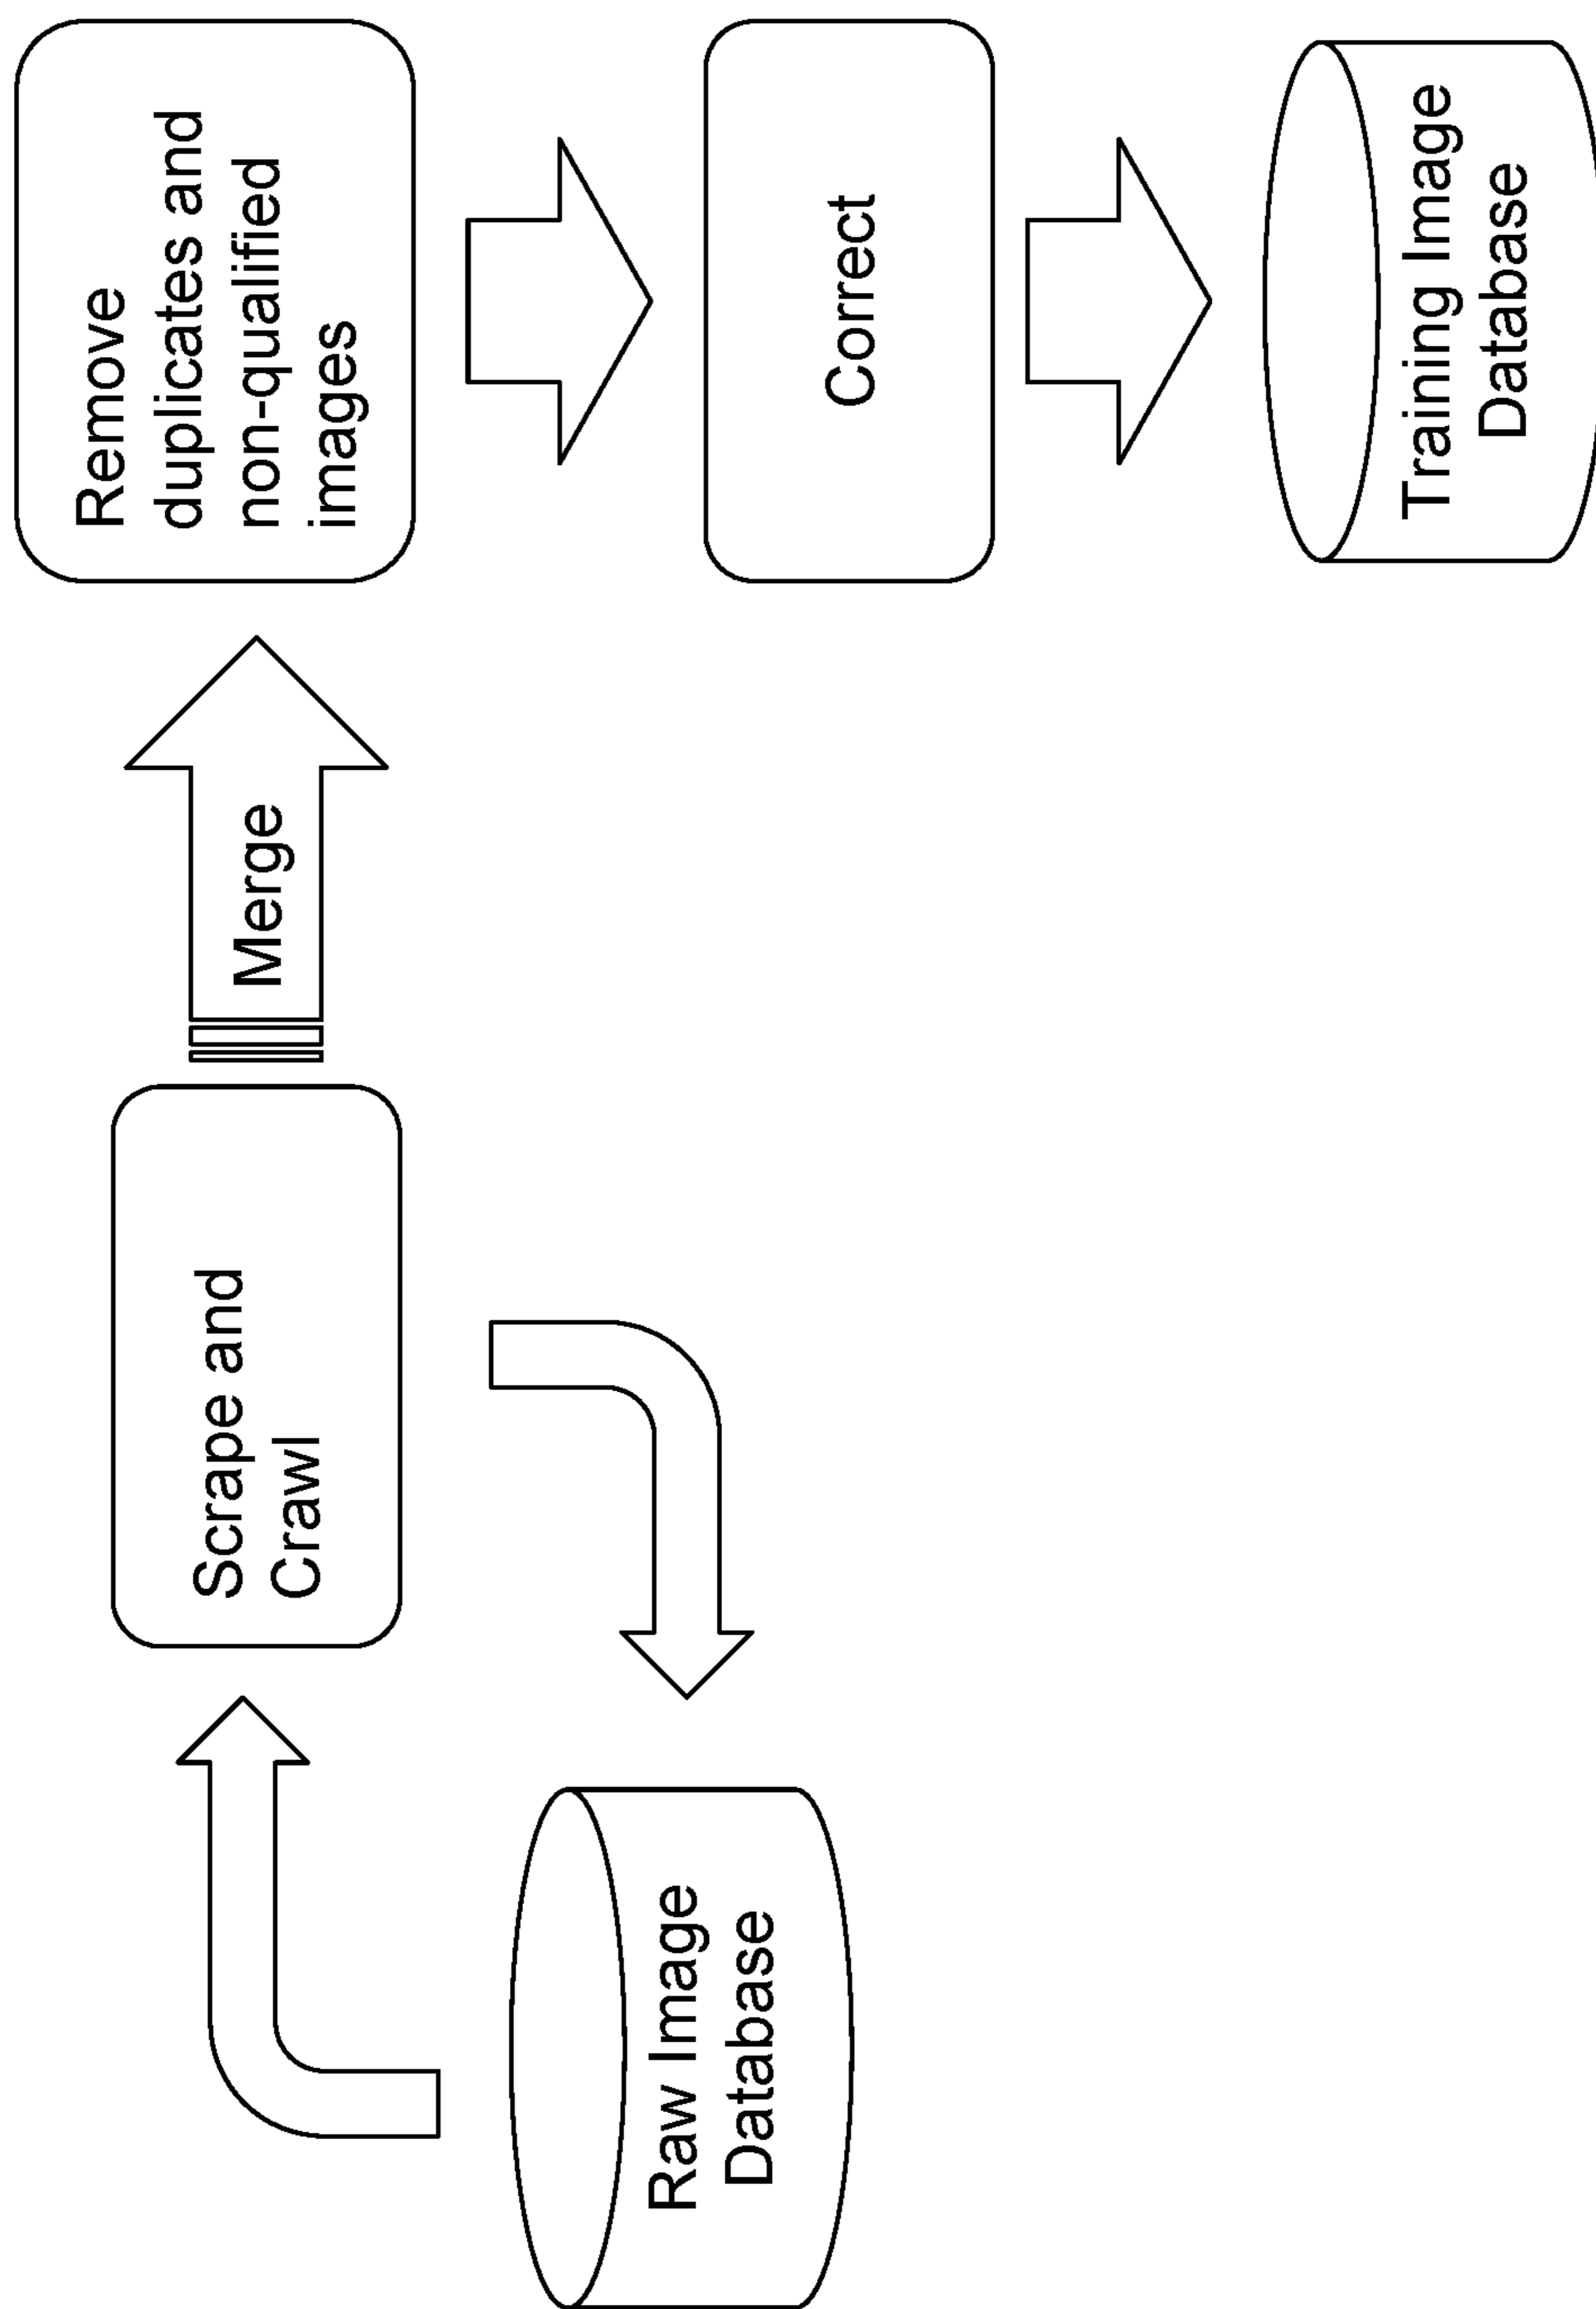 Raw Image
Database
Scrape and
Crawl
Merge
Remove
duplicates and
non-qualified
images
Correct
Training Image
Database